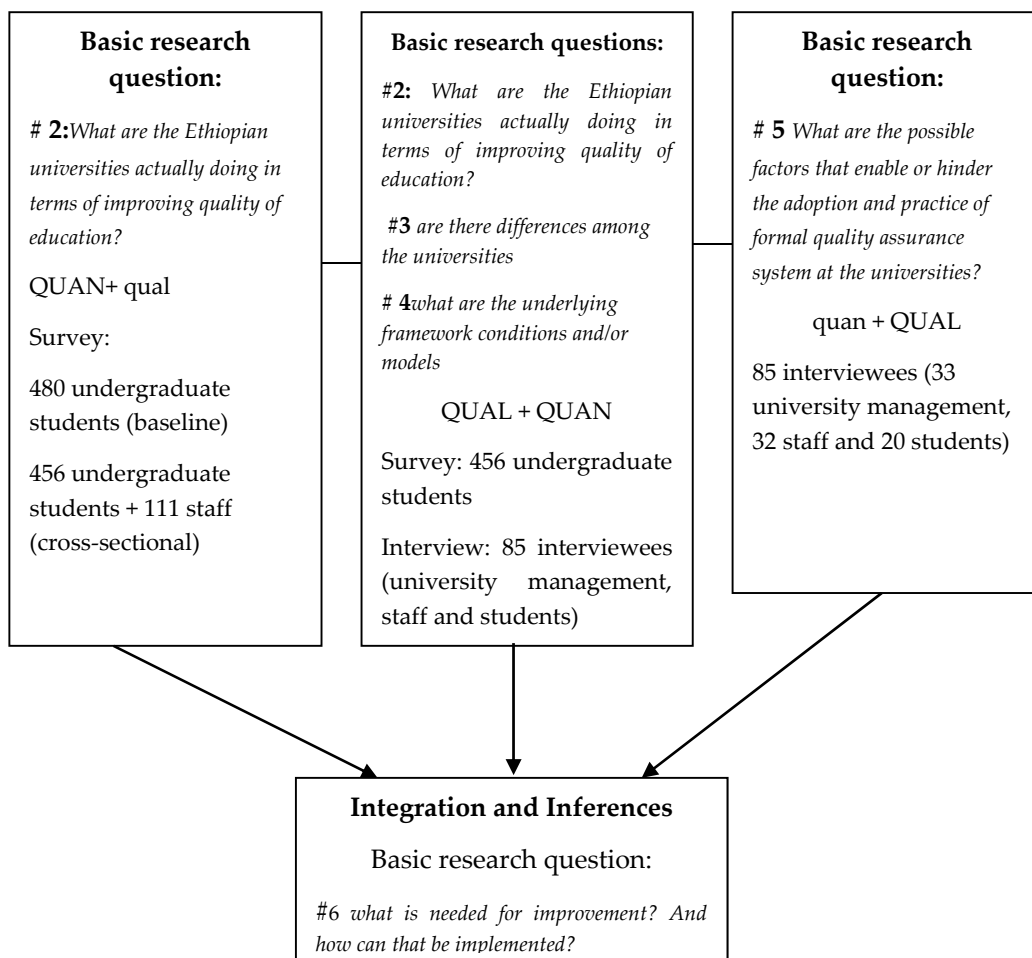 Basic research
question:
# 2:What are the Ethiopian
universities actually doing in
terms of improving quality of
education?
QUAN+ qual
Survey:
480 undergraduate
students (baseline)
456 undergraduate
students + 111 staff
(cross-sectional)
Basic research questions:
#2: What are the Ethiopian
universities actually doing in
terms of improving quality of
education?
#3 are there differences among
the universities
# 4what are the underlying
framework conditions and/or
models
QUAL + QUAN
Survey: 456 undergraduate
students
Interview: 85 interviewees
(university management,
staff and students)
Basic research
question:
# 5 What are the possible
factors that enable or hinder
the adoption and practice of
formal quality assurance
system at the universities?
quan + QUAL
85 interviewees (33
university management,
32 staff and 20 students)
Integration and Inferences
Basic research question:
#6 what is needed for improvement? And
how can that be implemented?